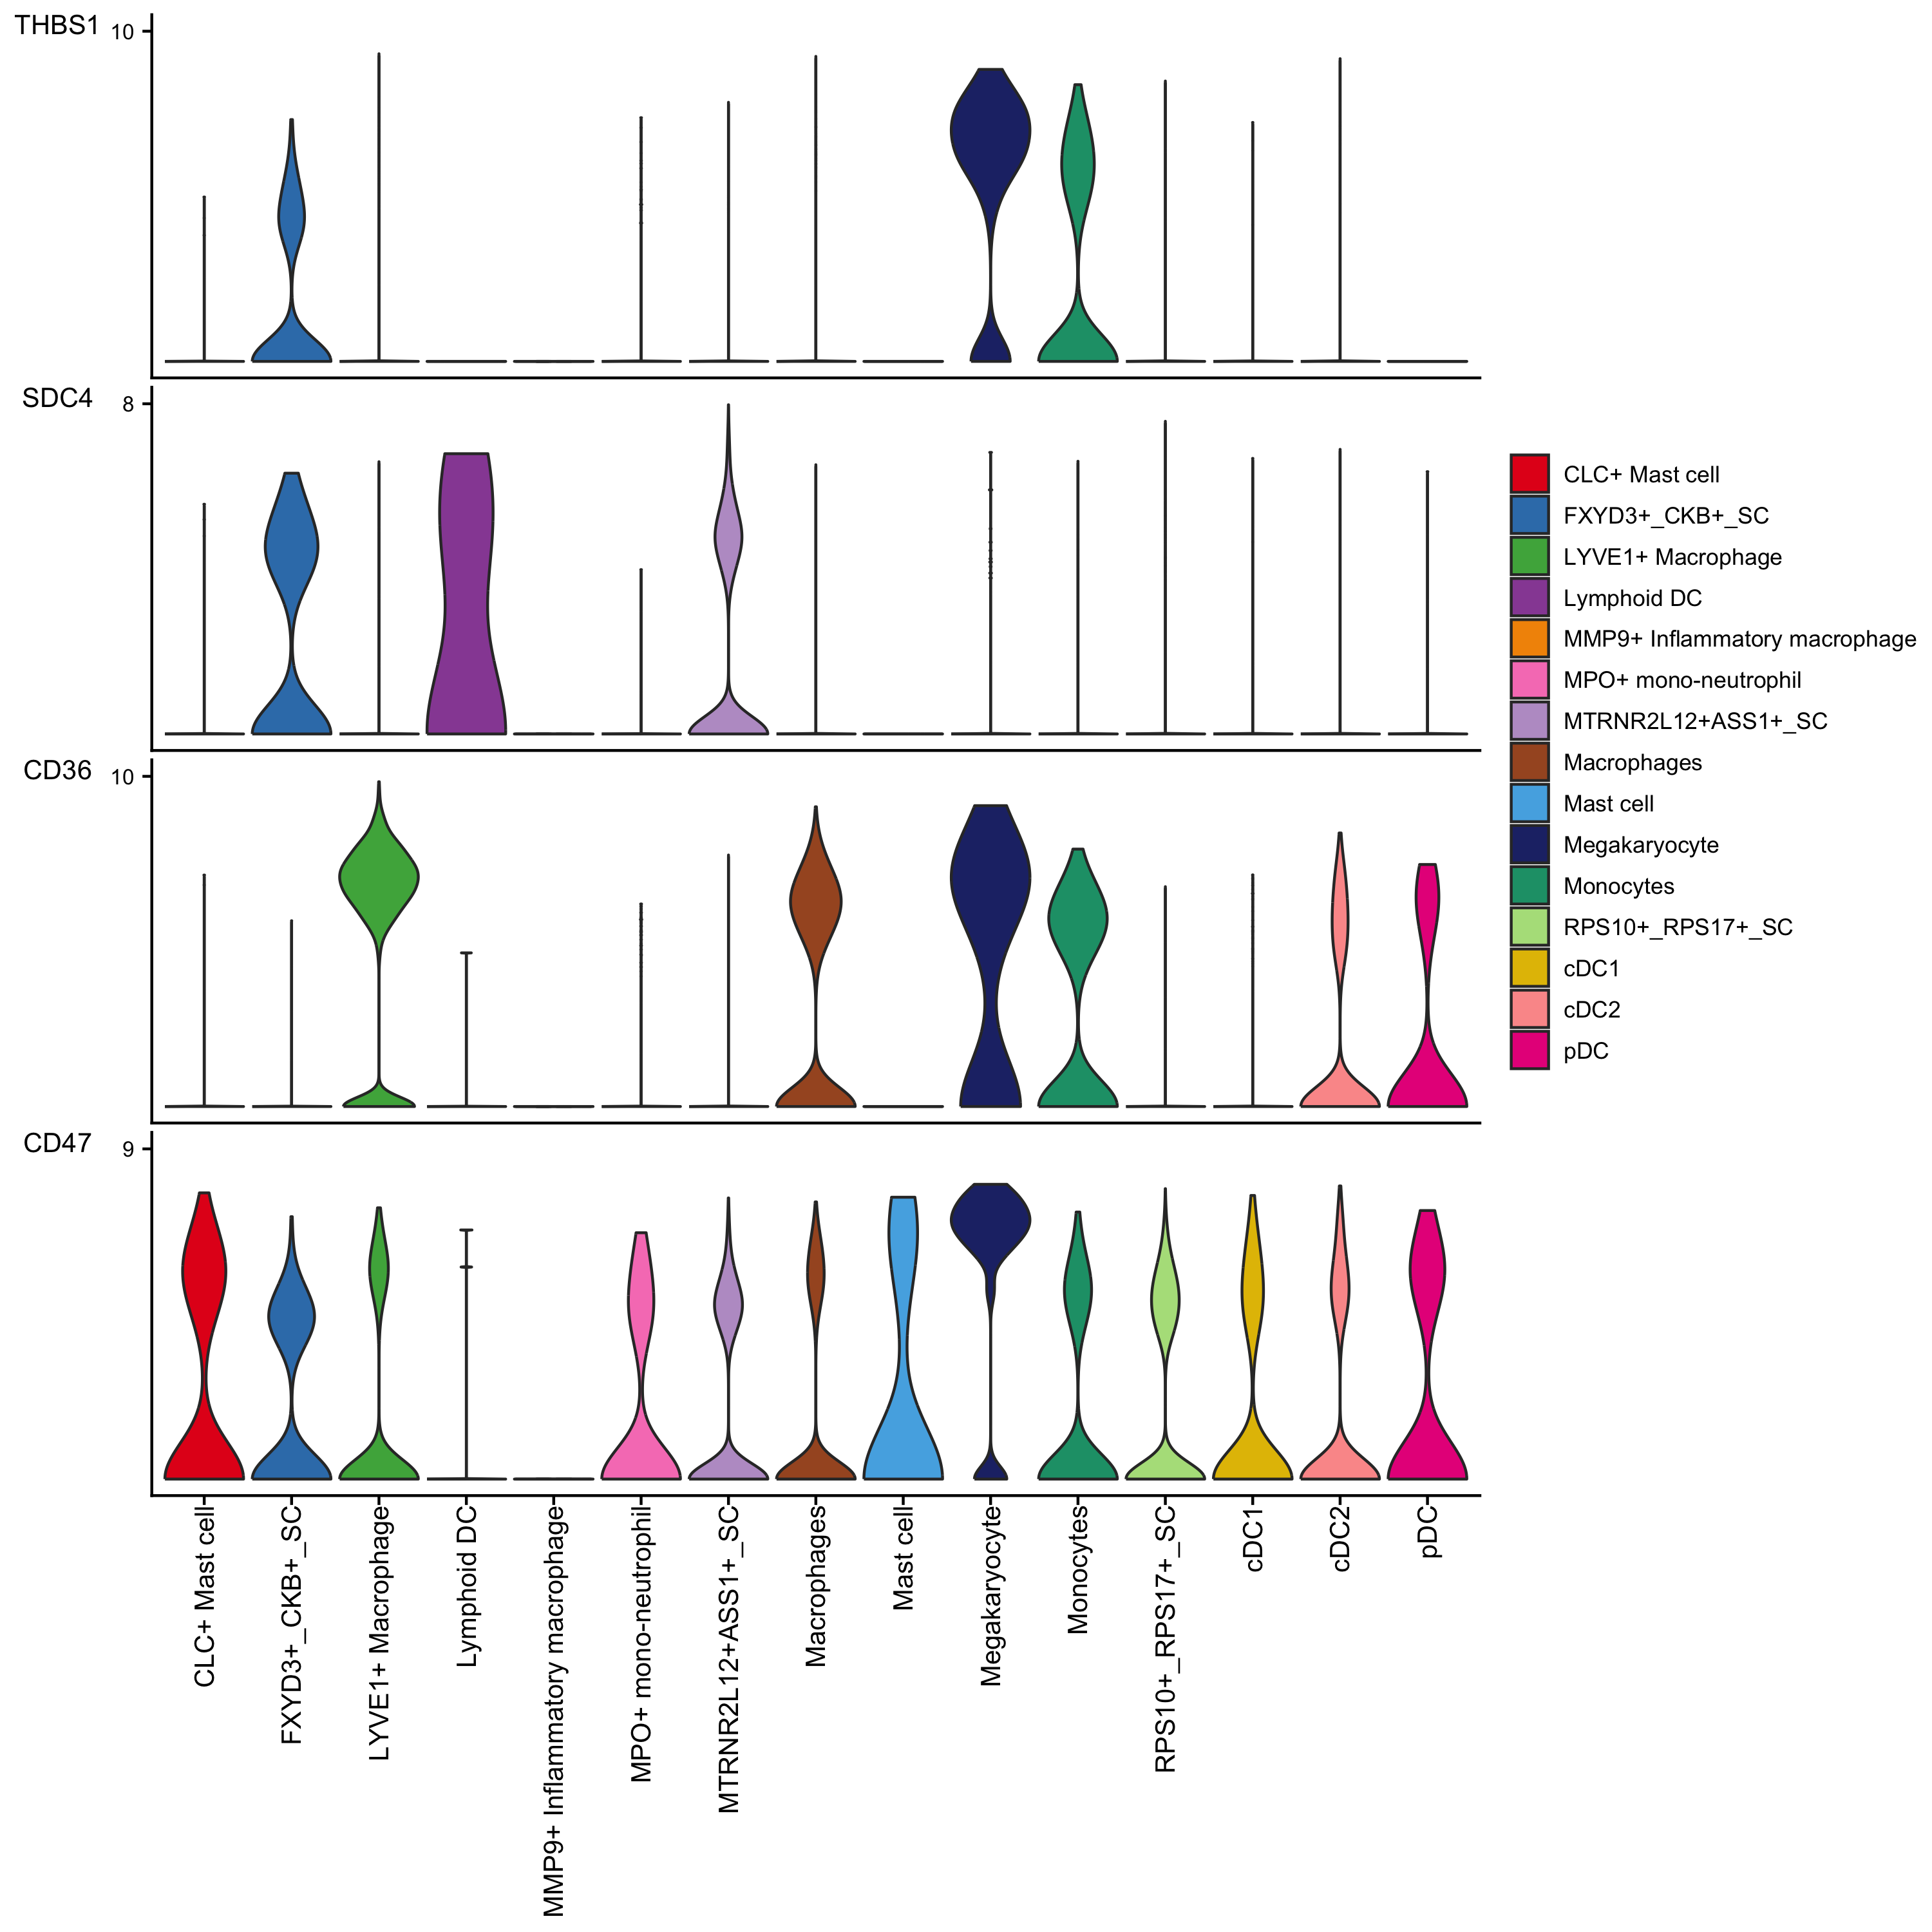 THBS1
10
SDC4
8
CD36
10
CD47
9
CLC+ Mast cell
FXYD3+_CKB+_SC
LYVE1+ Macrophage
Lymphoid DC
MMP9+ Inflammatory macrophage
MPO+ mono-neutrophil
MTRNR2L12+ASS1+_SC
Macrophages
Mast cell
Megakaryocyte
Monocytes
RPS10+_RPS17+_SC
cDC1
cDC2
pDC
CLC+ Mast cell
FXYD3+_CKB+_SC
LYVE1+ Macrophage
Lymphoid DC
MMP9+ Inflammatory macrophage
MPO+ mono-neutrophil
MTRNR2L12+ASS1+_SC
Macrophages
Mast cell
Megakaryocyte
Monocytes
RPS10+_RPS17+_SC
cDC1
cDC2
pDC